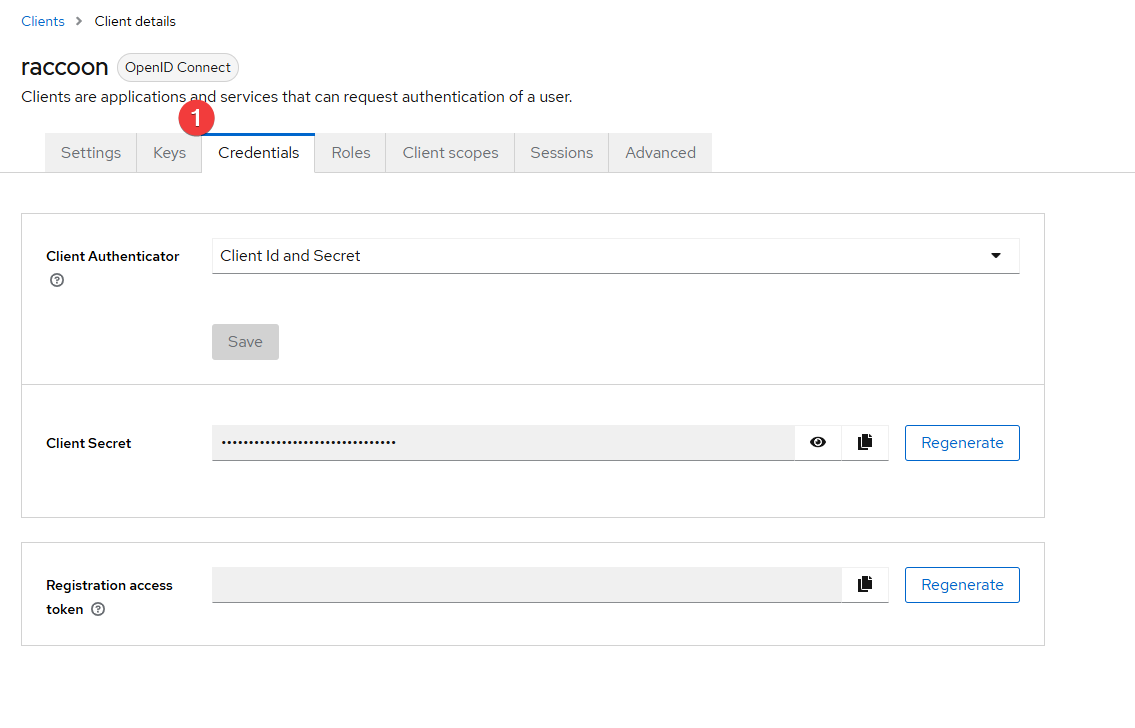 Clients > Client details
raccoon OpenID Connect
Clients are applications and services that can request authentication of a user.
1
Settings Keys Credentials Roles Client scopes Sessions Advanced
Client Authenticator Client Id and Secret
Save
Client Secret •••••••••••••••••••••••••••••••• Regenerate
Registration access Regenerate
token